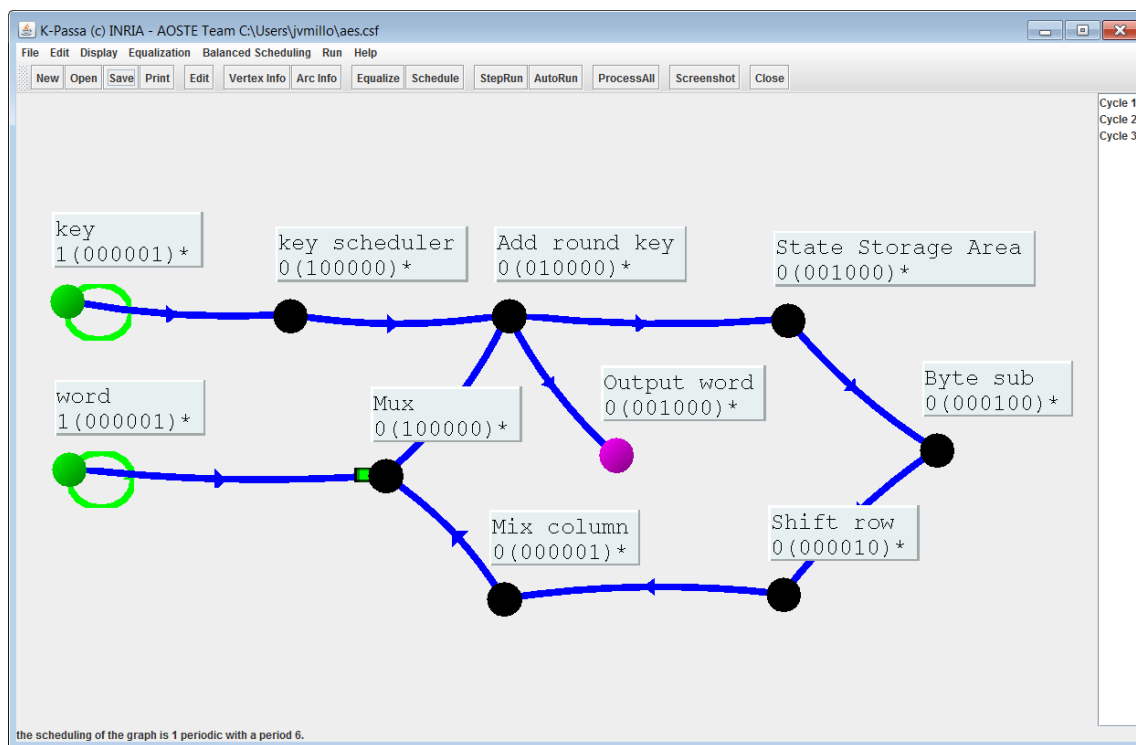 K-Passa (c) INRIA - AOSTE Team C:\Users\jvmillo\aes.csf
File Edit Display Equalization Balanced Scheduling Run Help
New Open Save Print Edit Vertex Info Arc Info Equalize Schedule StepRun AutoRun ProcessAll Screenshot Close
Cycle 1
Cycle 2
Cycle 3
key
1(000001)*
key scheduler
0(100000)*
Add round key
0(010000)*
State Storage Area
0(001000)*
word
1(000001)*
Mux
0(100000)*
Output word
0(001000)*
Byte sub
0(000100)*
Mix column
0(000001)*
Shift row
0(000010)*
the scheduling of the graph is 1 periodic with a period 6.